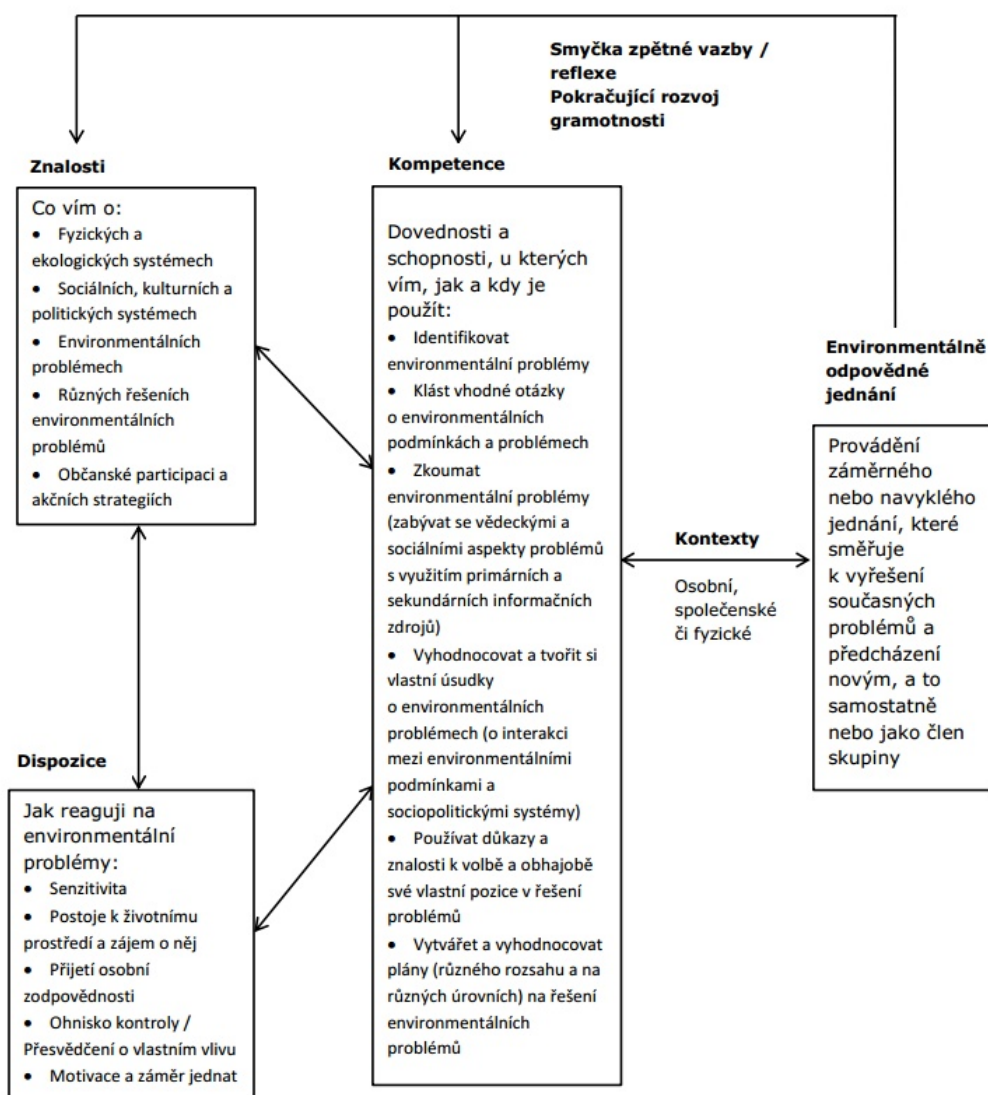 Smyčka zpětné vazby /
reflexe
Pokračující rozvoj
gramotnosti
Znalosti
Co vím o:
• Fyzických a
ekologických systémech
• Sociálních, kulturních a
politických systémech
• Environmentálních
problémech
• Různých řešeních
environmentálních
problémů
• Občanské participaci a
akčních strategiích
Dispozice
Jak reaguji na
environmentální
problémy:
• Senzitivita
• Postoje k životnímu
prostředí a zájem o něj
• Přijetí osobní
zodpovědnosti
• Ohnisko kontroly /
Přesvědčení o vlastním vlivu
• Motivace a záměr jednat
Kompetence
Dovednosti a
schopnosti, u kterých
vím, jak a kdy je
použít:
• Identifikovat
environmentální problémy
• Klást vhodné otázky
o environmentálních
podmínkách a problémech
• Zkoumat
environmentální problémy
(zabývat se vědeckými a
sociálními aspekty problémů
s využitím primárních a
sekundárních informačních
zdrojů)
• Vyhodnocovat a tvořit si
vlastní úsudky
o environmentálních
problémech (o interakci
mezi environmentálními
podmínkami a
sociopolitickými systémy)
• Používat důkazy a
znalosti k volbě a obhajobě
své vlastní pozice v řešení
problémů
• Vytvářet a vyhodnocovat
plány (různého rozsahu a na
různých úrovních) na řešení
environmentálních
problémů
Kontexty
Osobní,
společenské
či fyzické
Environmentálně
odpovědné
jednání
Provádění
záměrného
nebo navyklého
jednání, které
směřuje
k vyřešení
současných
problémů a
předcházení
novým, a to
samostatně
nebo jako člen
skupiny